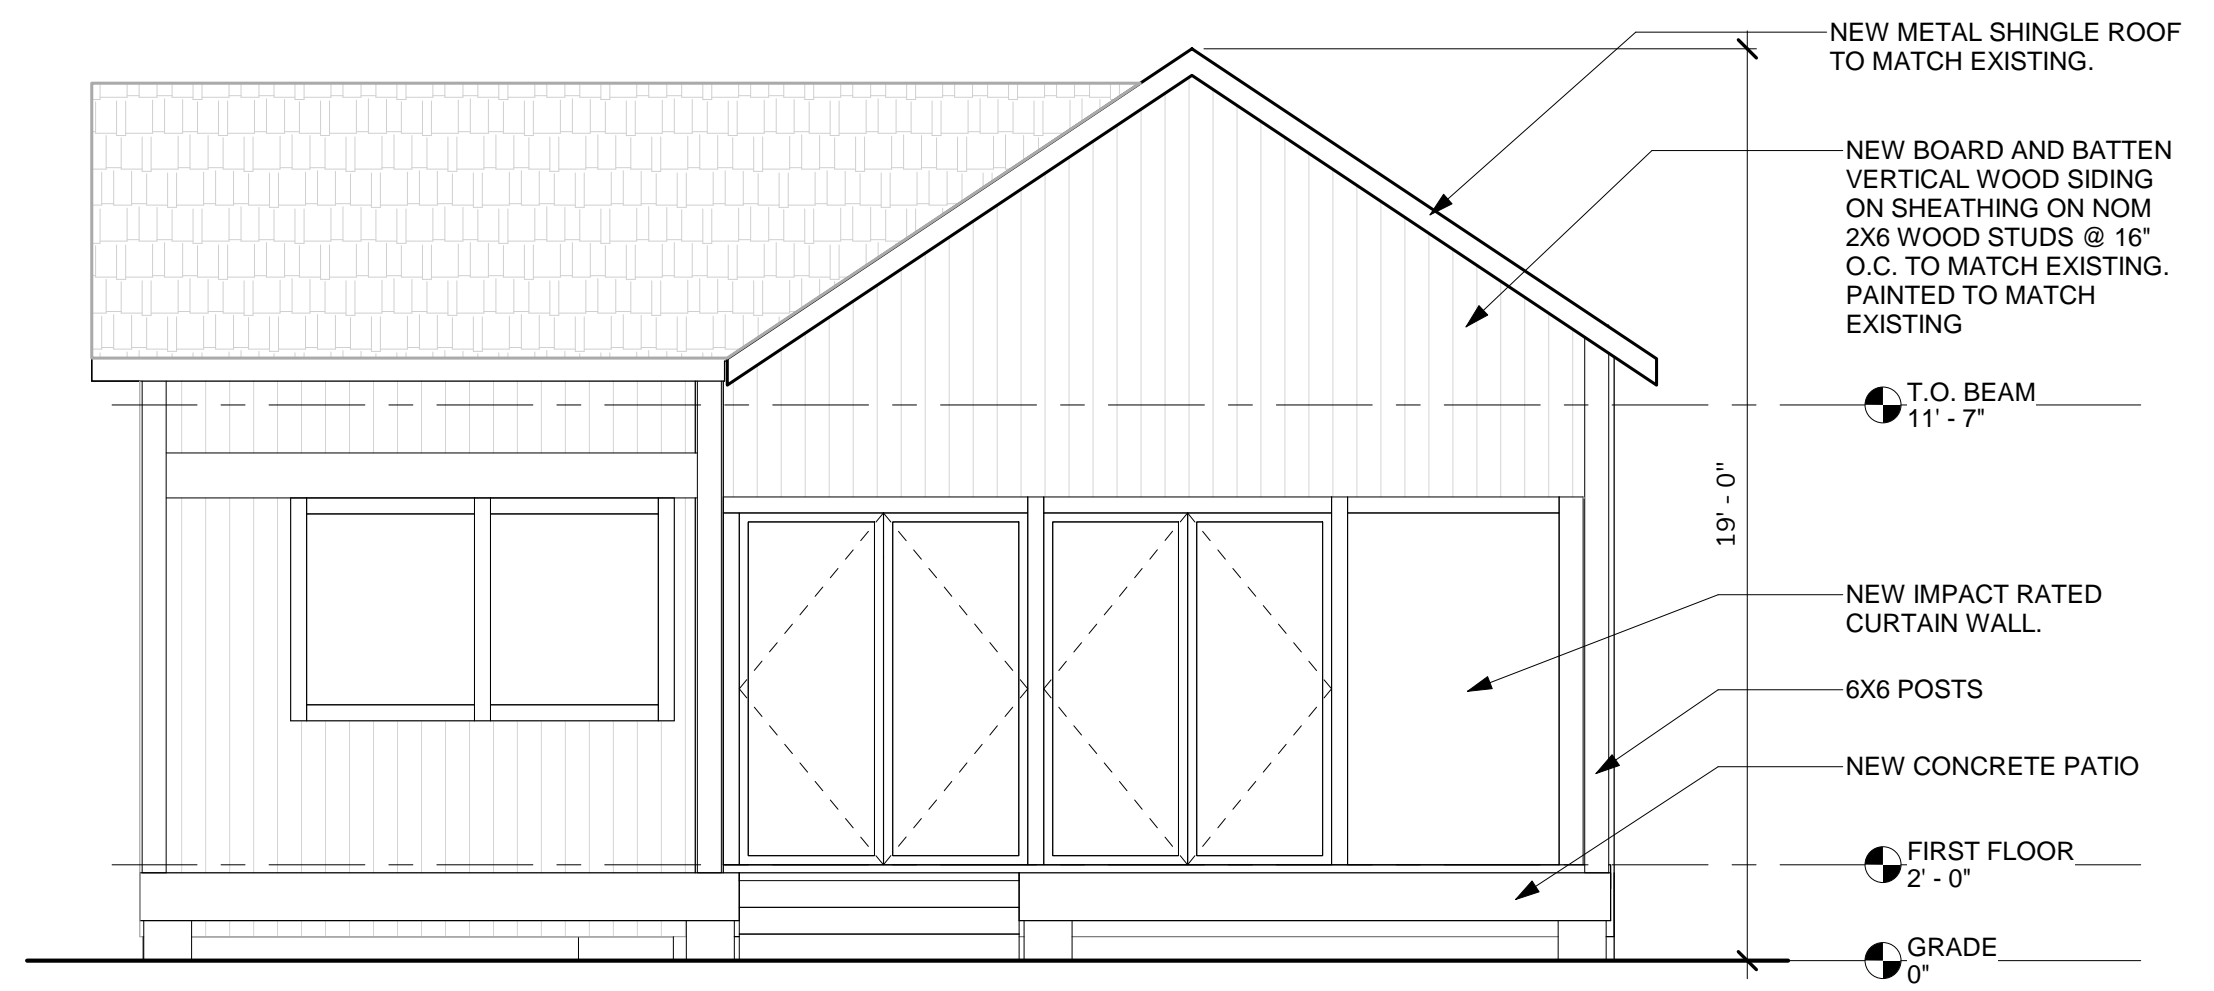 NEW METAL SHINGLE ROOF
TO MATCH EXISTING.
NEW BOARD AND BATTEN
VERTICAL WOOD SIDING
ON SHEATHING ON NOM
2X6 WOOD STUDS @ 16"
O.C. TO MATCH EXISTING.
PAINTED TO MATCH
EXISTING
T.O. BEAM
11' - 7"
19' - 0"
NEW IMPACT RATED
CURTAIN WALL.
6X6 POSTS
NEW CONCRETE PATIO
FIRST FLOOR
2' - 0"
GRADE
0"